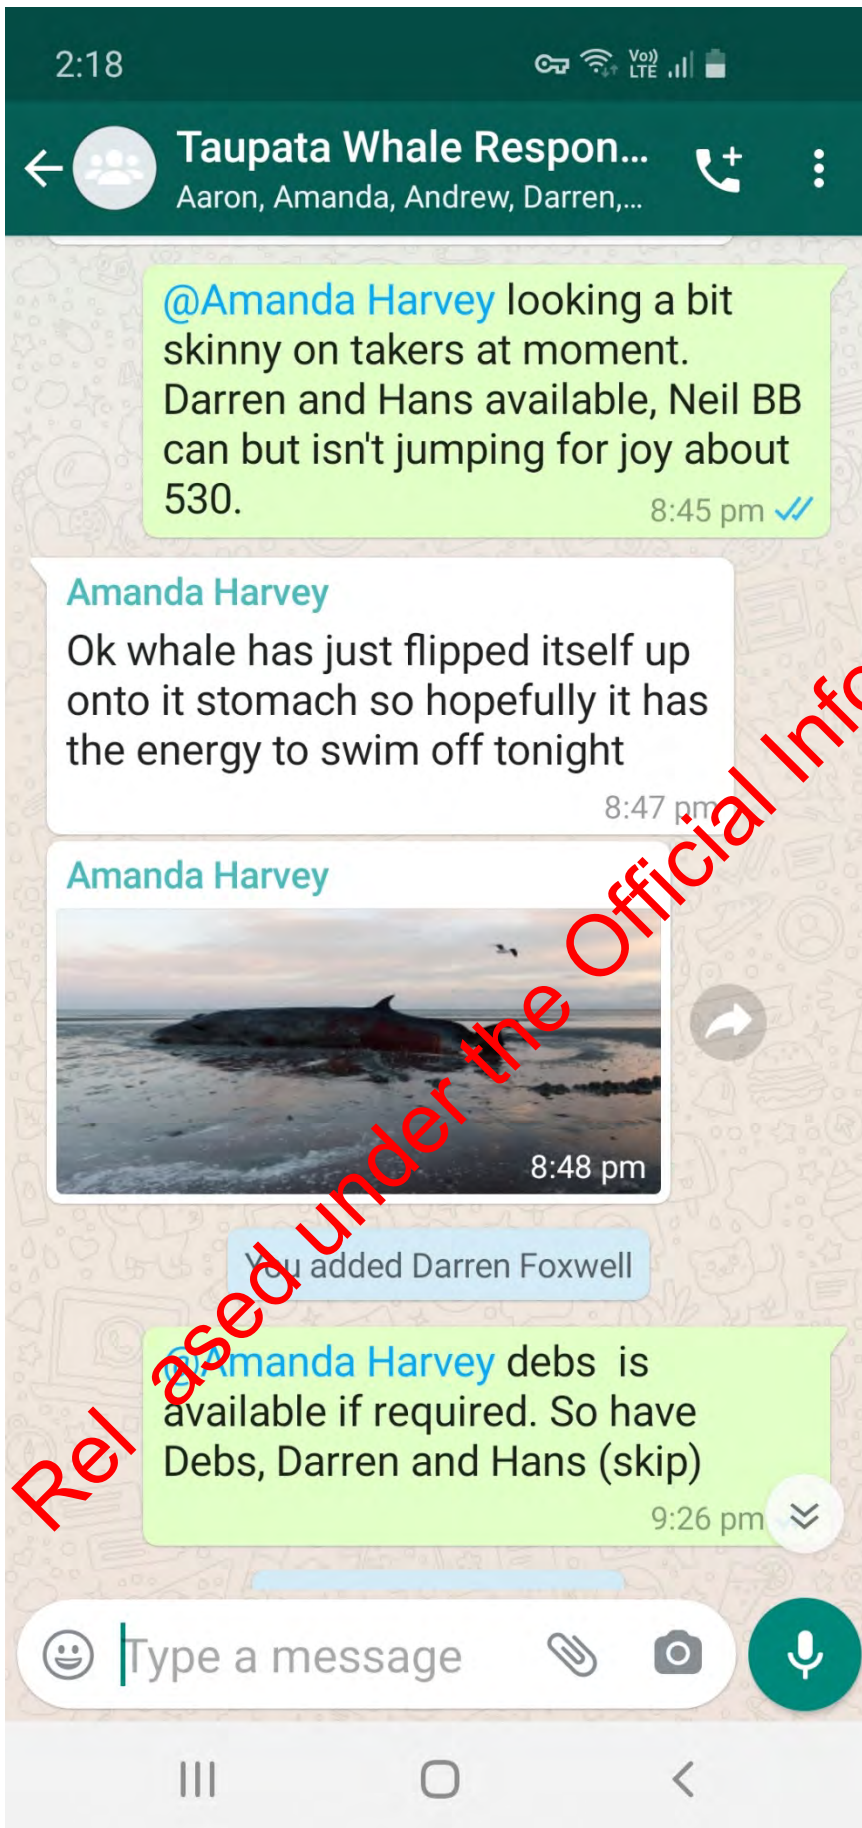 2:18
Vo))
LTE
Taupata Whale Respon...
Aaron, Amanda, Andrew, Darren,...
@Amanda Harvey looking a bit
skinny on takers at moment.
Darren and Hans available, Neil BB
can but isn't jumping for joy about
530.
8:45 pm
Amanda Harvey
Ok whale has just flipped itself up
onto it stomach so hopefully it has
the energy to swim off tonight
8:47 pm
Amanda Harvey
8:48 pm
You added Darren Foxwell
@Amanda Harvey debs is
available if required. So have
Debs, Darren and Hans (skip)
9:26 pm
Type a message
Rel ased under the Official Info